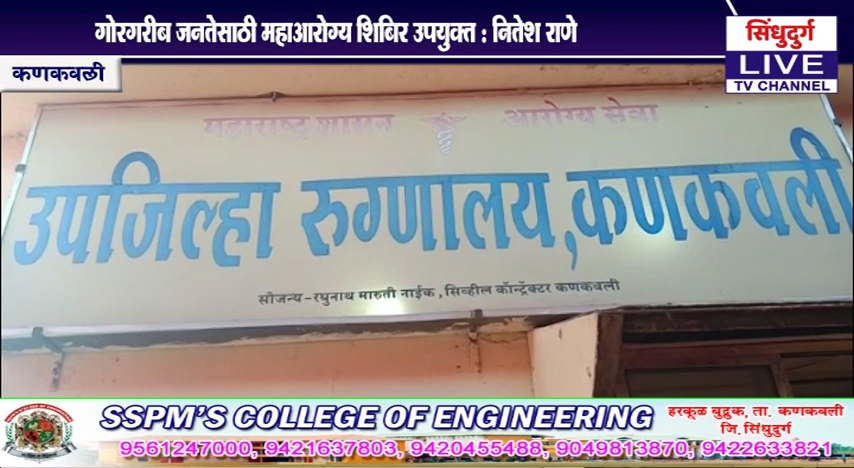 गोरगरीब जनतेसाठी महाआरोग्य शिबिर उपयुक्त : नितेश राणे
सिंधुदुर्ग
LIVE
TV CHANNEL
कणकवली
महाराष्ट्र शासन आरोग्य सेवा
उपजिल्हा रुग्णालय, कणकवली
सौजन्य-रघुनाथ मारुती नाईक, सिव्हील कॉन्ट्रॅक्टर कणकवली
SSPM'S COLLEGE OF ENGINEERING
हरकूळ बुद्रुक, ता. कणकवली
जि. सिंधुदुर्ग
9561247000, 9421637803, 9420455488, 9049813870, 9422633821